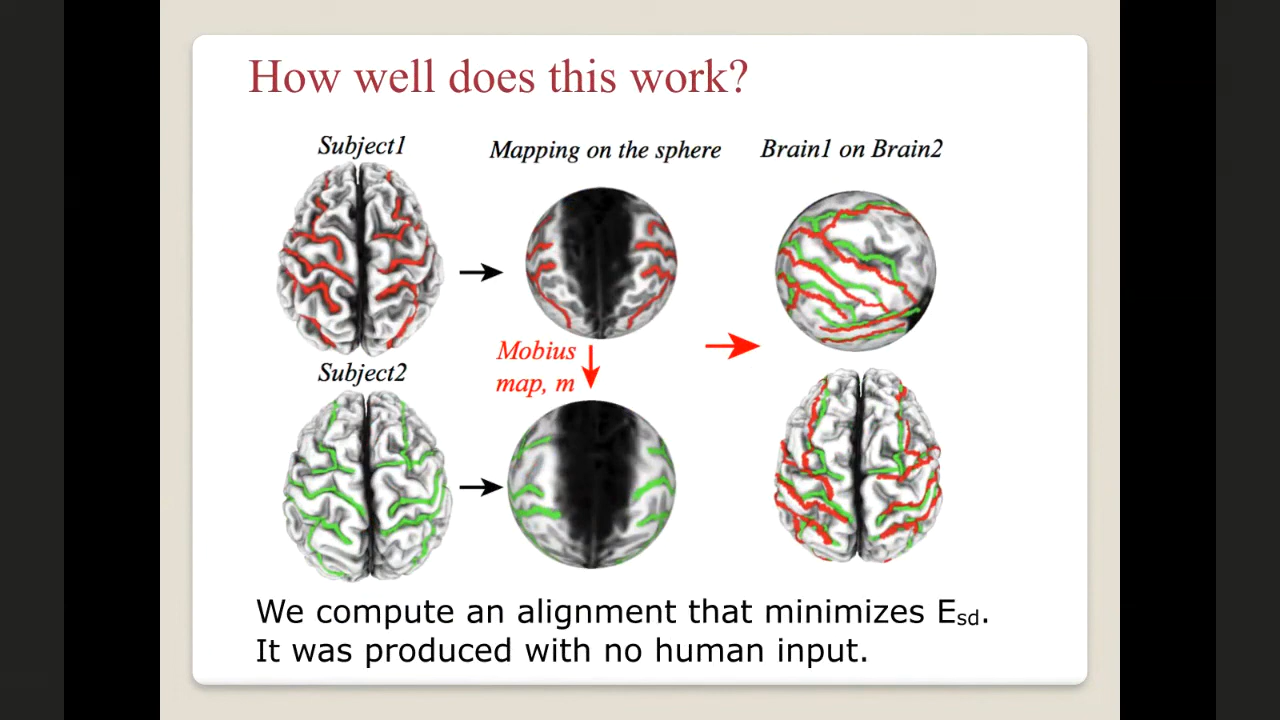 How well does this work?
Subject1
Mapping on the sphere
Brain1 on Brain2
Mobius
map, m
Subject2
We compute an alignment that minimizes Esd.
It was produced with no human input.